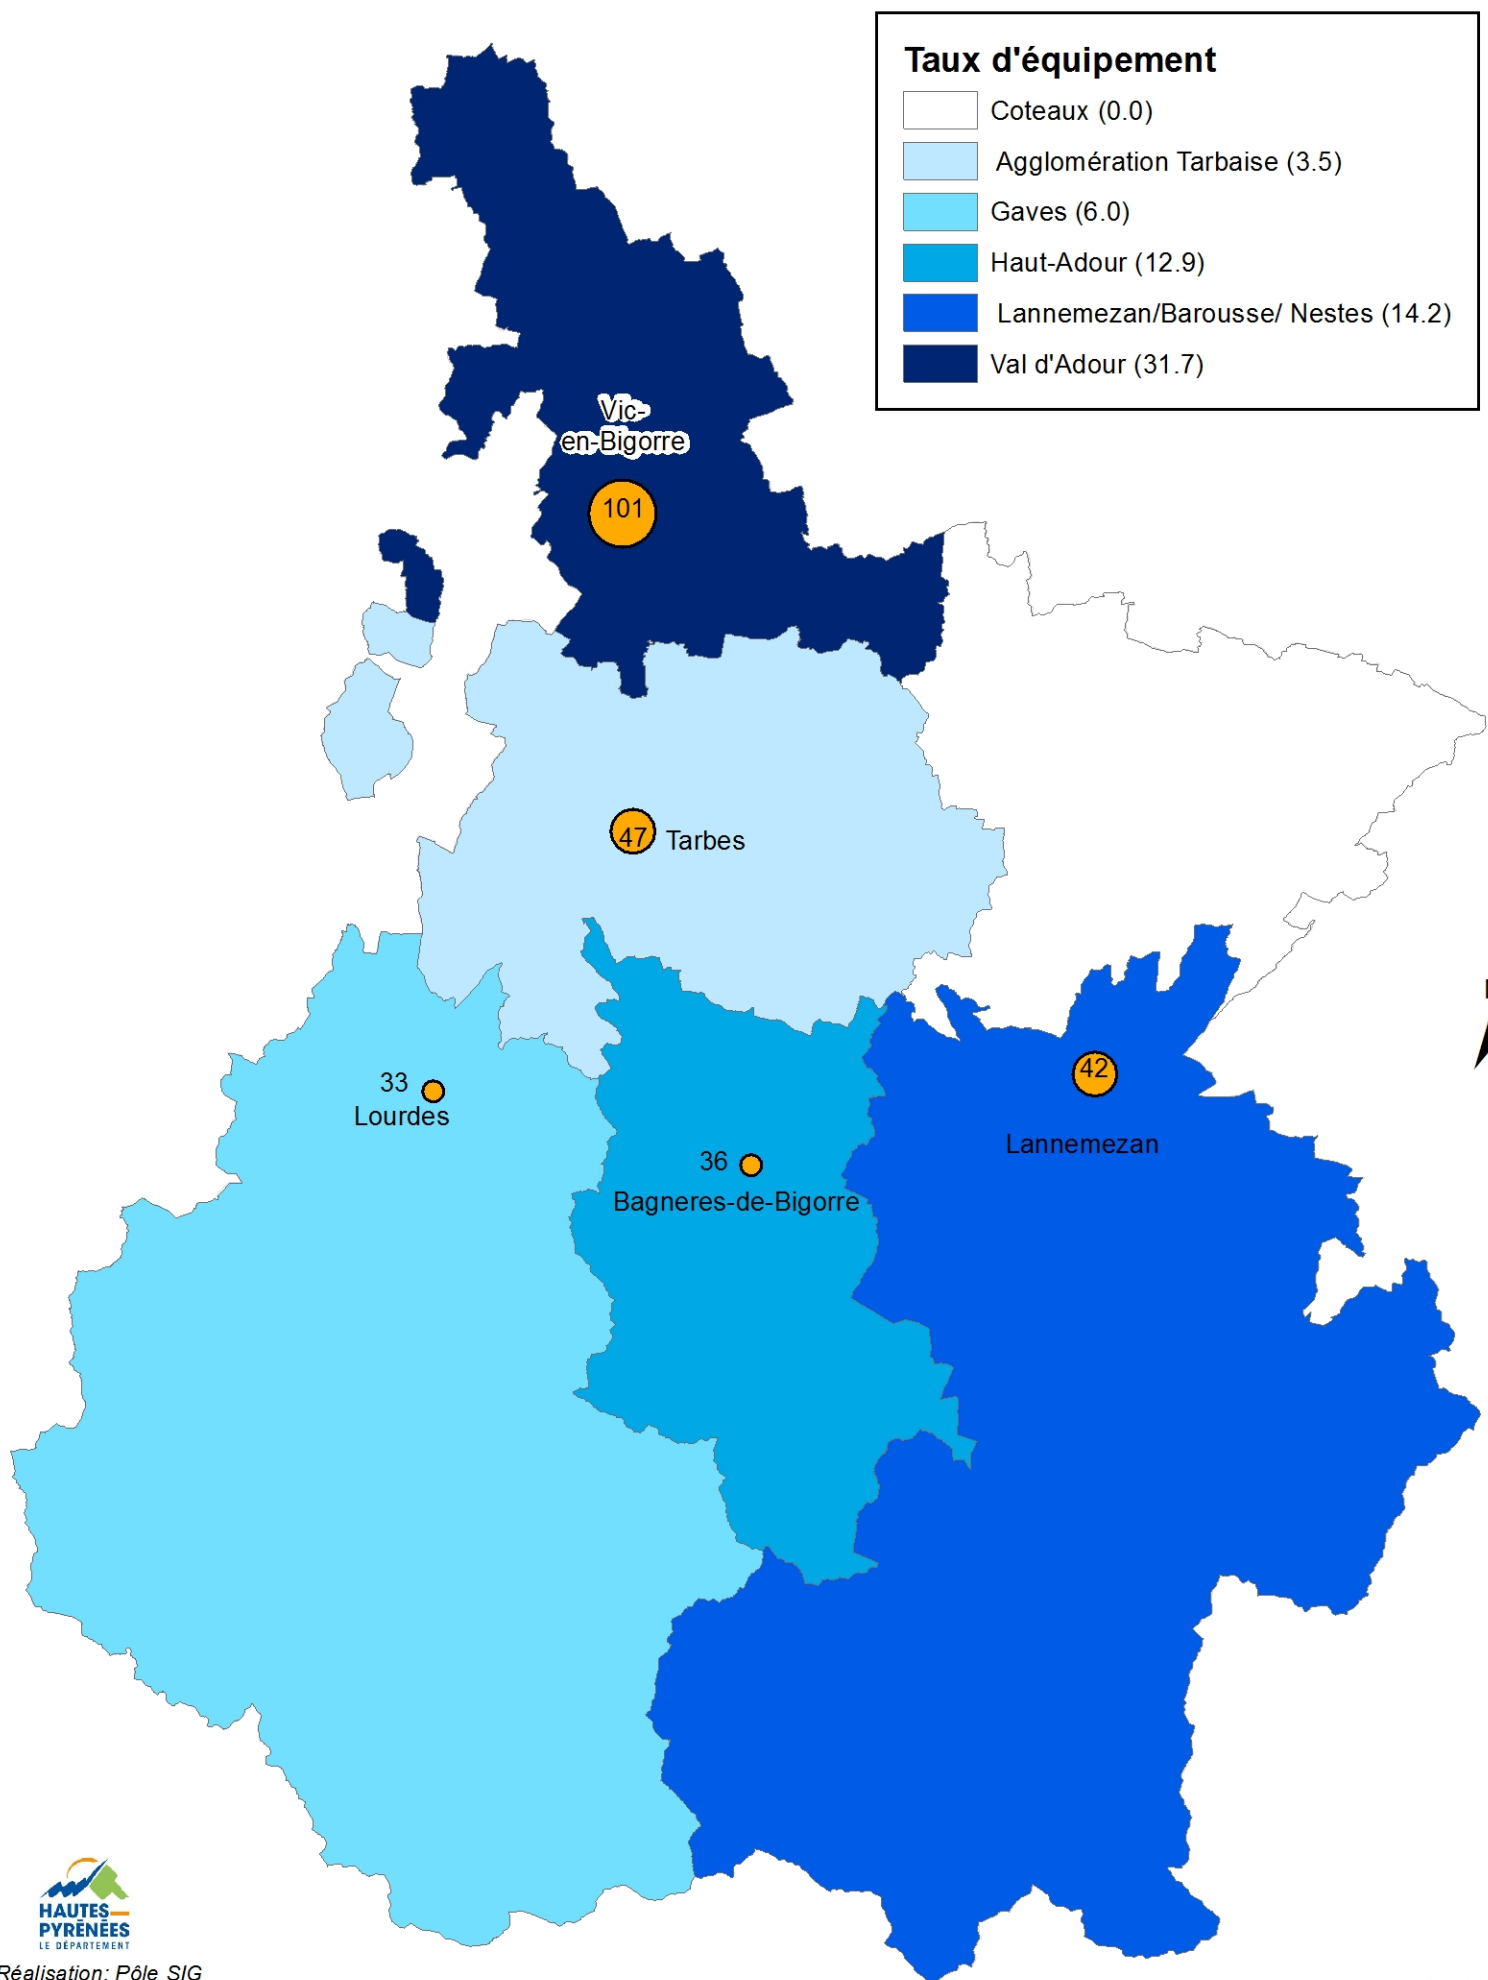 Taux d'équipement
Coteaux (0.0)
Agglomération Tarbaise (3.5)
Gaves (6.0)
Haut-Adour (12.9)
Lannemezan/Barousse/ Nestes (14.2)
Val d'Adour (31.7)
Vic-
en-Bigorre
101
47 Tarbes
33
Lourdes
42
Lannemezan
36
Bagneres-de-Bigorre
HAUTES
PYRÉNÉES
LE DÉPARTEMENT
Réalisation: Pôle SIG